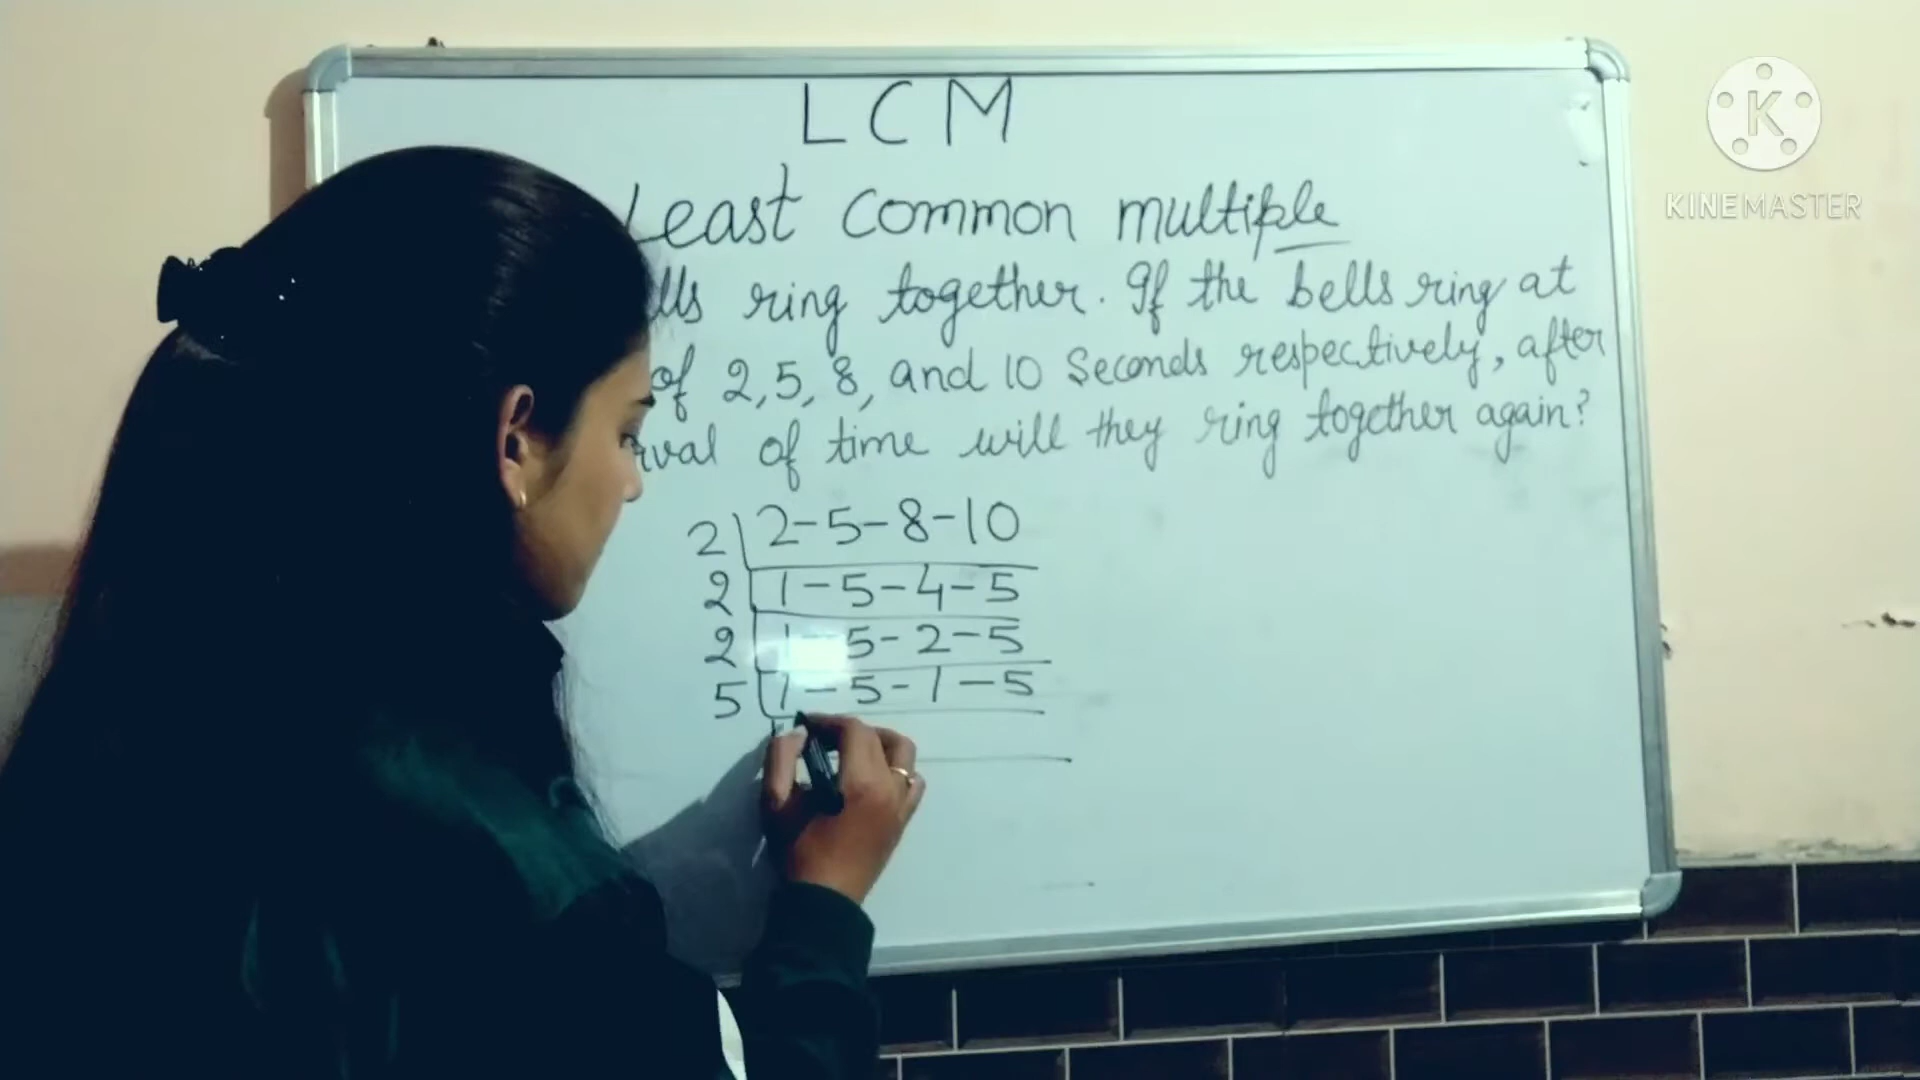 LCM
Least common multiple
ring together. If the bells ring at
of 2, 5, 8, and 10 Seconds respectively, after
of time will they ring together again?
2 2-5-8-10
2 1-5-4-5
2 1-5-2-5
5 1-5-1-5
K
KINEMASTER